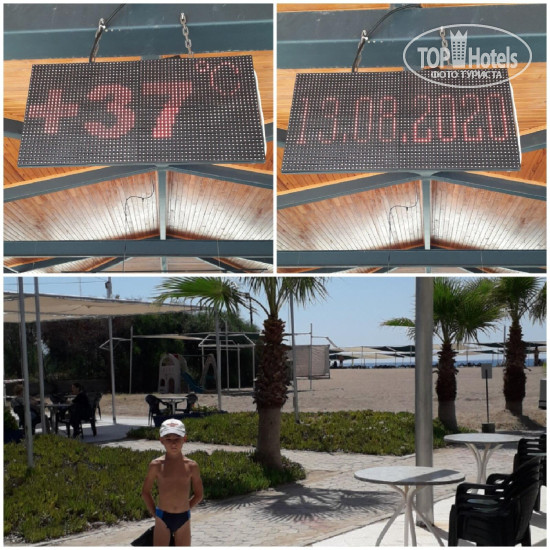 +37°C
13.08.2020
TOP Hotels
ФОТО ТУРИСТА